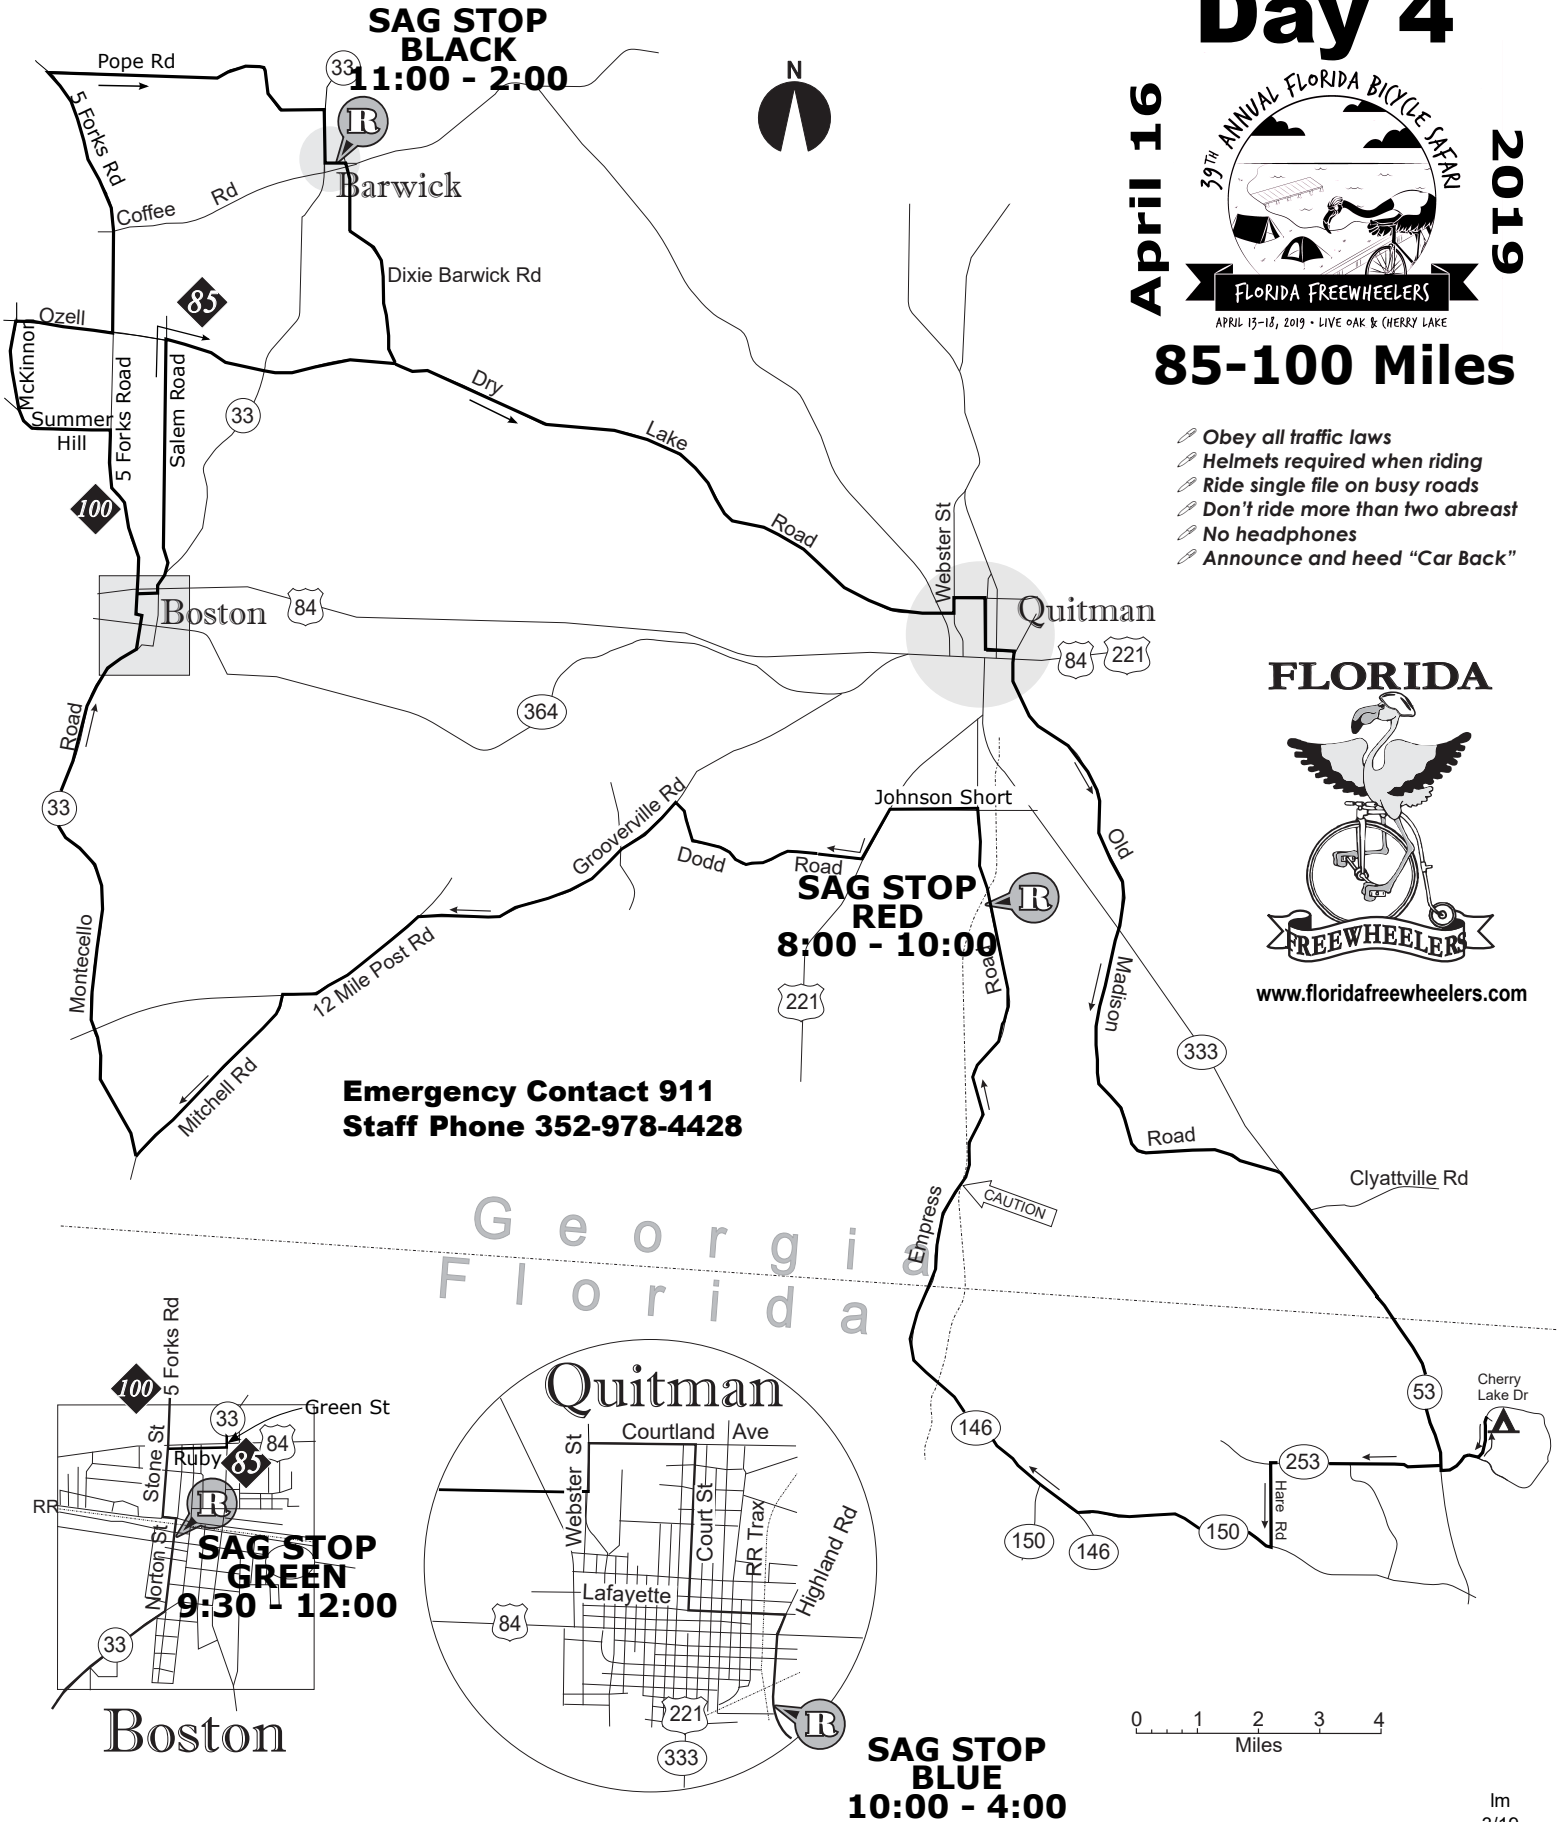 Day 4
SAG STOP
BLACK
11:00 - 2:00
Pope Rd
33
R
N
5 Forks Rd
Coffee Rd
Barwick
Dixie Barwick Rd
April 16
2019
39TH ANNUAL FLORIDA BICYCLE SAFARI
FLORIDA FREEWHEELERS
APRIL 13-18, 2019 • LIVE OAK & CHERRY LAKE
85-100 Miles
Obey all traffic laws
Helmets required when riding
Ride single file on busy roads
Don't ride more than two abreast
No headphones
Announce and heed "Car Back"
85
Ozell
McKinnon
Summer
Hill
5 Forks Road
Salem Road
33
100
Dry
Lake
Road
Webster St
Boston
84
Quitman
84
221
364
Road
33
Montecello
FLORIDA
FREEWHEELERS
www.floridafreewheelers.com
Johnson Short
Grooverville Rd
Dodd
Road
SAG STOP
RED
8:00 - 10:00
R
Road
221
12 Mile Post Rd
Mitchell Rd
Old
Madison
Road
333
Emergency Contact 911
Staff Phone 352-978-4428
Clyattville Rd
CAUTION
Empress
Georgia
Florida
146
150
146
150
253
Hare Rd
53
Cherry
Lake Dr
100
5 Forks Rd
33
Green St
84
Ruby
85
Stone St
R
RR
SAG STOP
GREEN
9:30 - 12:00
Norton St
33
Boston
Quitman
Courtland Ave
Webster St
Court St
RR Trax
Highland Rd
Lafayette
84
221
333
R
SAG STOP
BLUE
10:00 - 4:00
0 1 2 3 4
Miles
lm